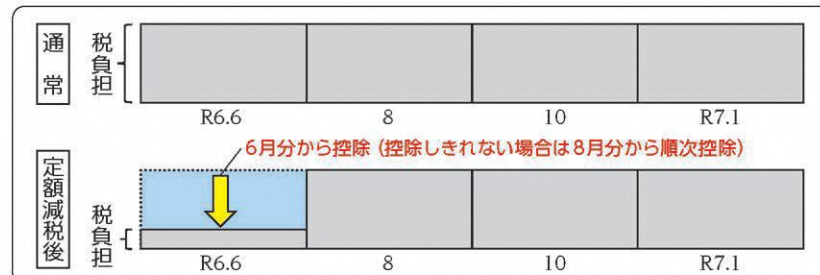 通常
税負担
R6.6
8
10
R7.1
6月分から控除（控除しきれない場合は8月分から順次控除）
定額減税後
税負担
R6.6
8
10
R7.1